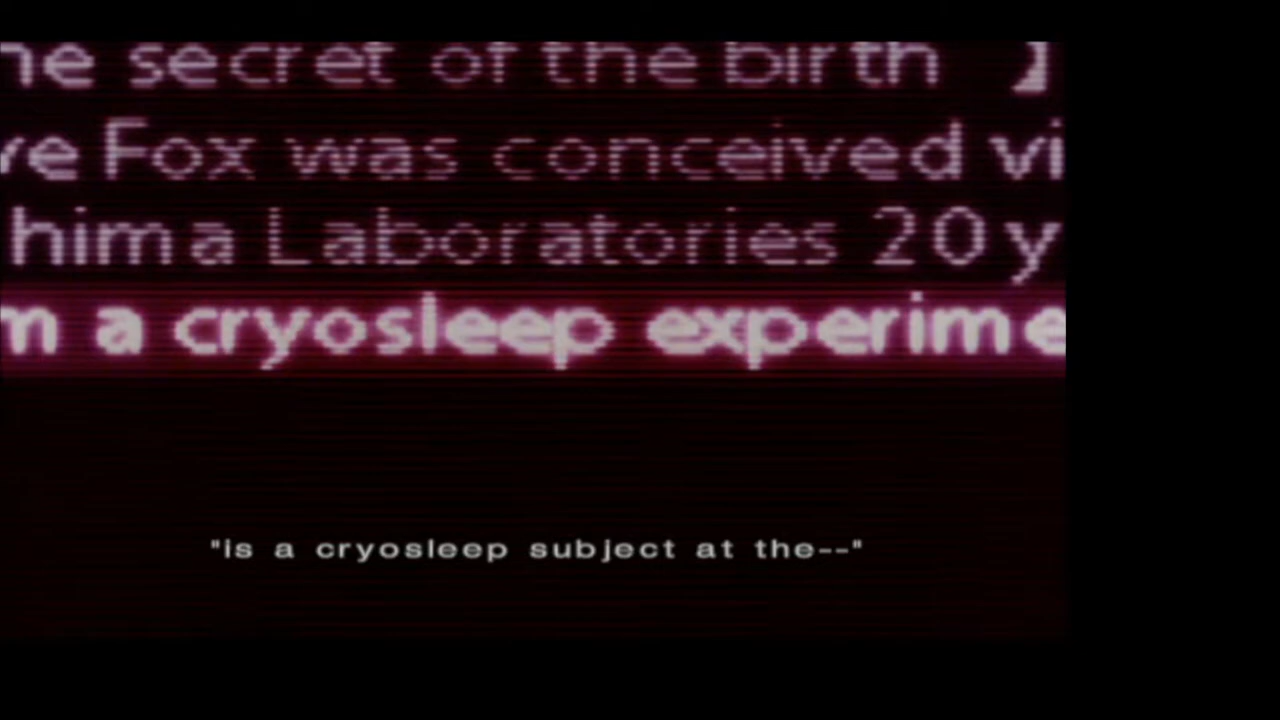 he secret of the birth 】
ve Fox was conceived vi
hima Laboratories 20 y
m a cryosleep experime
"is a cryosleep subject at the--"